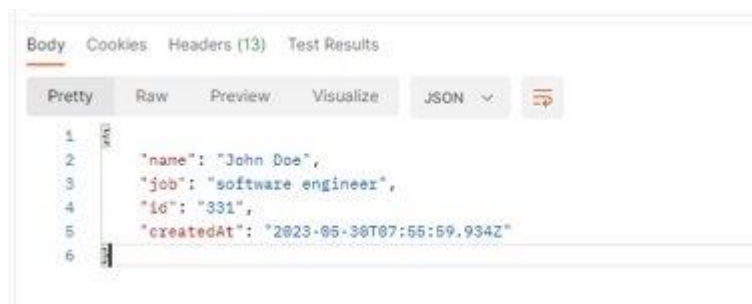 Body Cookies Headers (13) Test Results
Pretty Raw Preview Visualize JSON
1 {
2 "name": "John Doe",
3 "job": "software engineer",
4 "id": "331",
5 "createdAt": "2023-05-30T07:55:59.934Z"
6 }